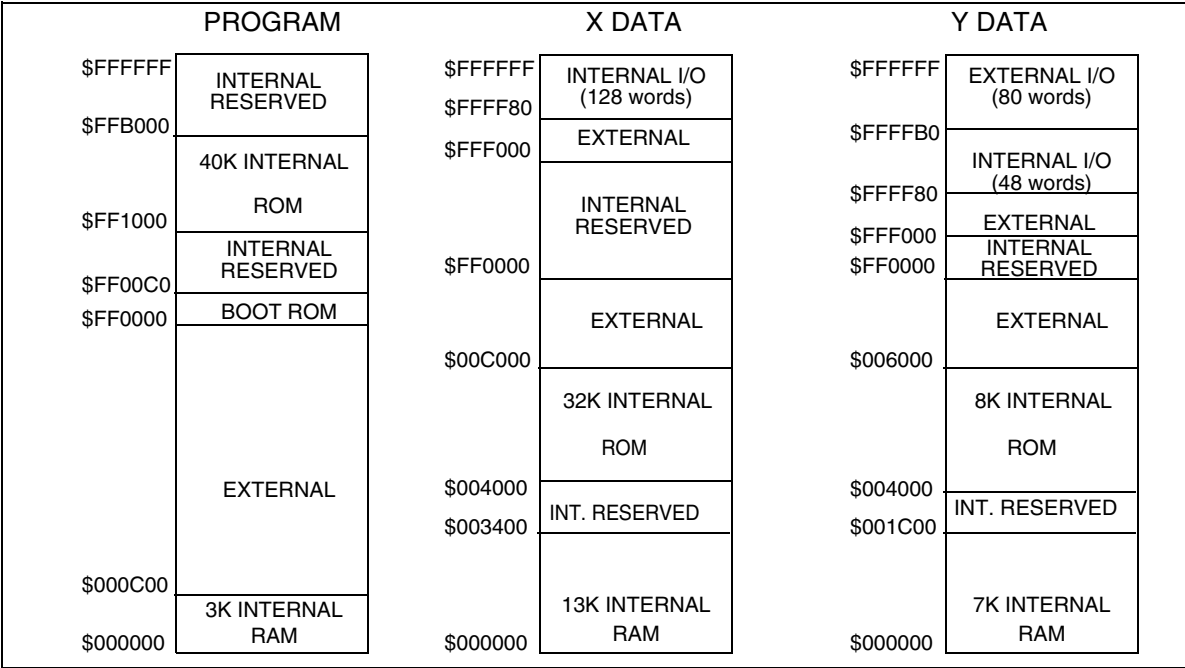 PROGRAM
$FFFFFF
INTERNAL
RESERVED
$FFB000
40K INTERNAL
ROM
$FF1000
INTERNAL
RESERVED
$FF00C0
BOOT ROM
$FF0000
EXTERNAL
$000C00
3K INTERNAL
RAM
$000000
X DATA
$FFFFFF
INTERNAL I/O
(128 words)
$FFFF80
EXTERNAL
$FFF000
INTERNAL
RESERVED
$FF0000
EXTERNAL
$00C000
32K INTERNAL
ROM
$004000
INT. RESERVED
$003400
13K INTERNAL
RAM
$000000
Y DATA
$FFFFFF
EXTERNAL I/O
(80 words)
$FFFFB0
INTERNAL I/O
(48 words)
$FFFF80
EXTERNAL
$FFF000
INTERNAL
RESERVED
$FF0000
EXTERNAL
$006000
8K INTERNAL
ROM
$004000
INT. RESERVED
$001C00
7K INTERNAL
RAM
$000000